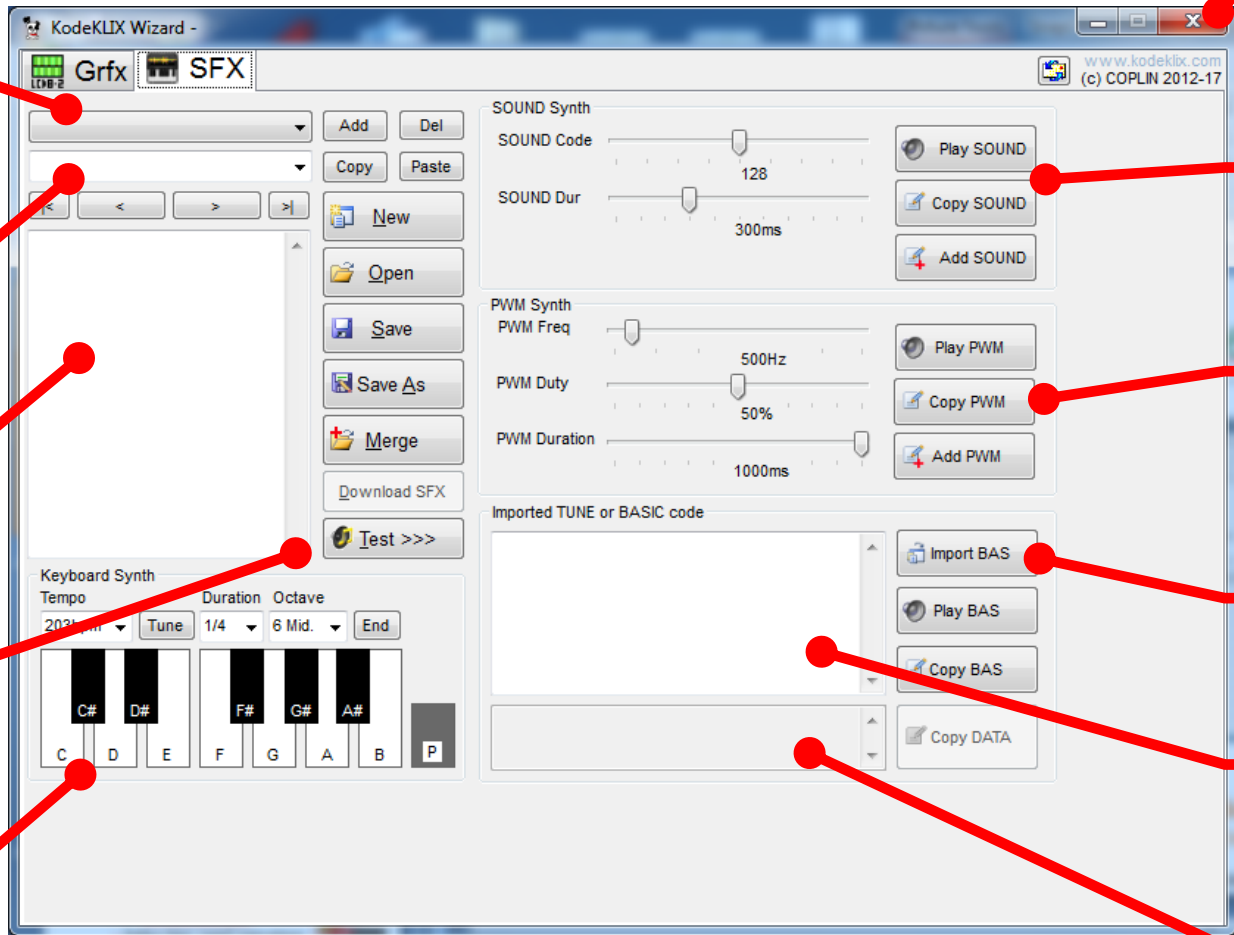 KodeKLIX Wizard -
LCDB-2 Grfx SFX
www.kodeklix.com
(c) COPLIN 2012-17
Add Del
Copy Paste
|< < > >|
New
Open
Save
Save As
Merge
Download SFX
Test >>>
Keyboard Synth
Tempo Duration Octave
Tune 1/4 6 Mid. End
C# D# F# G# A#
C D E F G A B P
SOUND Synth
SOUND Code
128
SOUND Dur
300ms
Play SOUND
Copy SOUND
Add SOUND
PWM Synth
PWM Freq
500Hz
PWM Duty
50%
PWM Duration
1000ms
Play PWM
Copy PWM
Add PWM
Imported TUNE or BASIC code
Import BAS
Play BAS
Copy BAS
Copy DATA